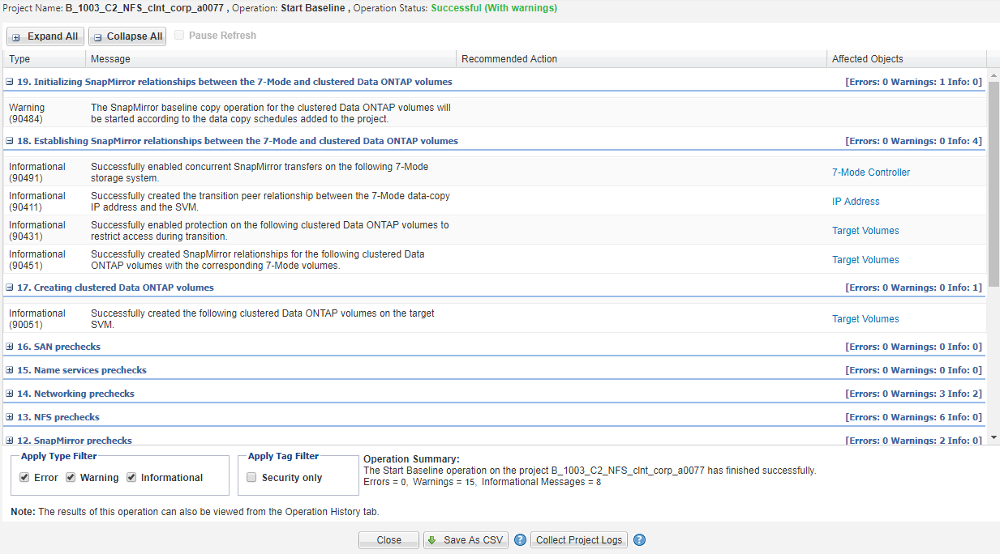 Project Name: B_1003_C2_NFS_clnt_corp_a0077 , Operation: Start Baseline , Operation Status: Successful (With warnings)
Expand All Collapse All Pause Refresh
Type Message Recommended Action Affected Objects
19. Initializing SnapMirror relationships between the 7-Mode and clustered Data ONTAP volumes [Errors: 0 Warnings: 1 Info: 0]
Warning The SnapMirror baseline copy operation for the clustered Data ONTAP volumes will
(90484) be started according to the data copy schedules added to the project.
18. Establishing SnapMirror relationships between the 7-Mode and clustered Data ONTAP volumes [Errors: 0 Warnings: 0 Info: 4]
Informational Successfully enabled concurrent SnapMirror transfers on the following 7-Mode
(90491) storage system. 7-Mode Controller
Informational Successfully created the transition peer relationship between the 7-Mode data-copy
(90411) IP address and the SVM. IP Address
Informational Successfully enabled protection on the following clustered Data ONTAP volumes to
(90431) restrict access during transition. Target Volumes
Informational Successfully created SnapMirror relationships for the following clustered Data
(90451) ONTAP volumes with the corresponding 7-Mode volumes. Target Volumes
17. Creating clustered Data ONTAP volumes [Errors: 0 Warnings: 0 Info: 1]
Informational Successfully created the following clustered Data ONTAP volumes on the target
(90051) SVM. Target Volumes
16. SAN prechecks [Errors: 0 Warnings: 0 Info: 0]
15. Name services prechecks [Errors: 0 Warnings: 0 Info: 0]
14. Networking prechecks [Errors: 0 Warnings: 3 Info: 2]
13. NFS prechecks [Errors: 0 Warnings: 6 Info: 0]
12. SnapMirror prechecks [Errors: 0 Warnings: 2 Info: 0]
Apply Type Filter Apply Tag Filter Operation Summary:
The Start Baseline operation on the project B_1003_C2_NFS_clnt_corp_a0077 has finished successfully.
Error Warning Informational Security only Errors = 0, Warnings = 15, Informational Messages = 8
Note: The results of this operation can also be viewed from the Operation History tab.
Close Save As CSV ? Collect Project Logs ?